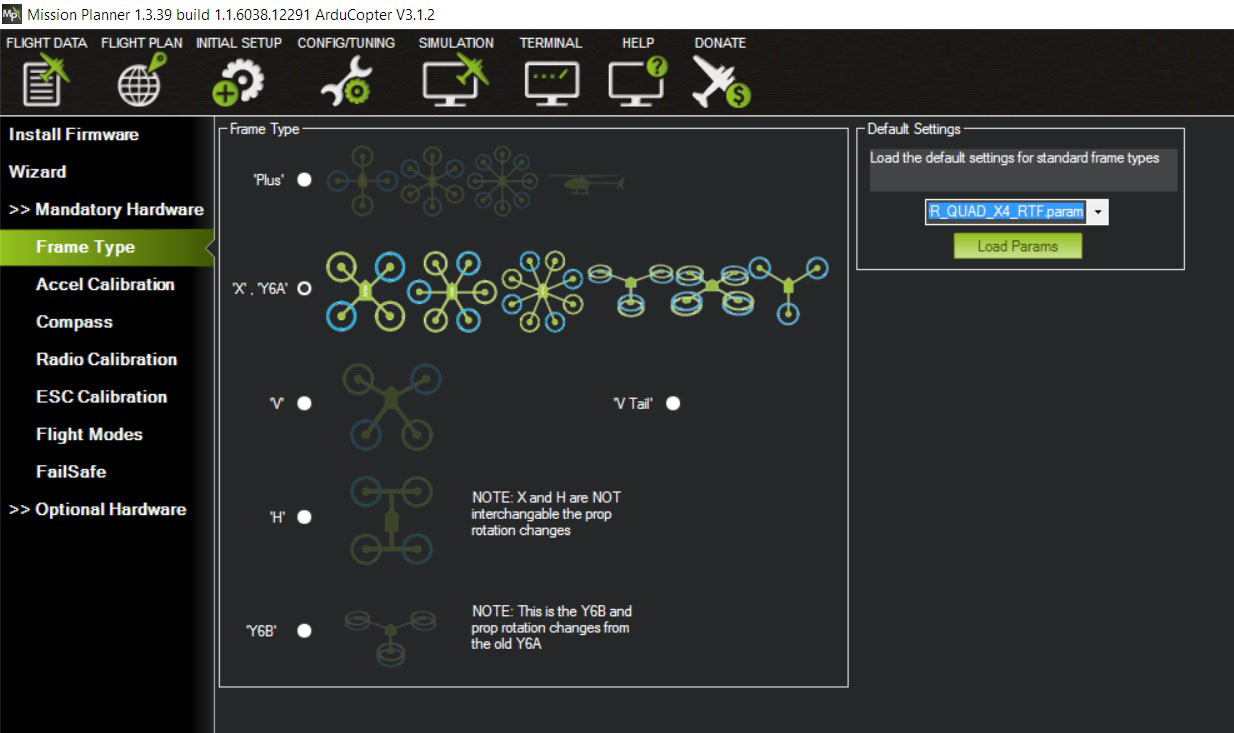 Mission Planner 1.3.39 build 1.1.6038.12291 ArduCopter V3.1.2
FLIGHT DATA FLIGHT PLAN INITIAL SETUP CONFIG/TUNING SIMULATION TERMINAL HELP DONATE
Install Firmware
Wizard
>> Mandatory Hardware
Frame Type
Accel Calibration
Compass
Radio Calibration
ESC Calibration
Flight Modes
FailSafe
>> Optional Hardware
Frame Type
'Plus'
'X', 'Y6A'
'V'
'V Tail'
'H'
NOTE: X and H are NOT
interchangable the prop
rotation changes
'Y6B'
NOTE: This is the Y6B and
prop rotation changes from
the old Y6A
Default Settings
Load the default settings for standard frame types
R_QUAD_X4_RTF.param
Load Params